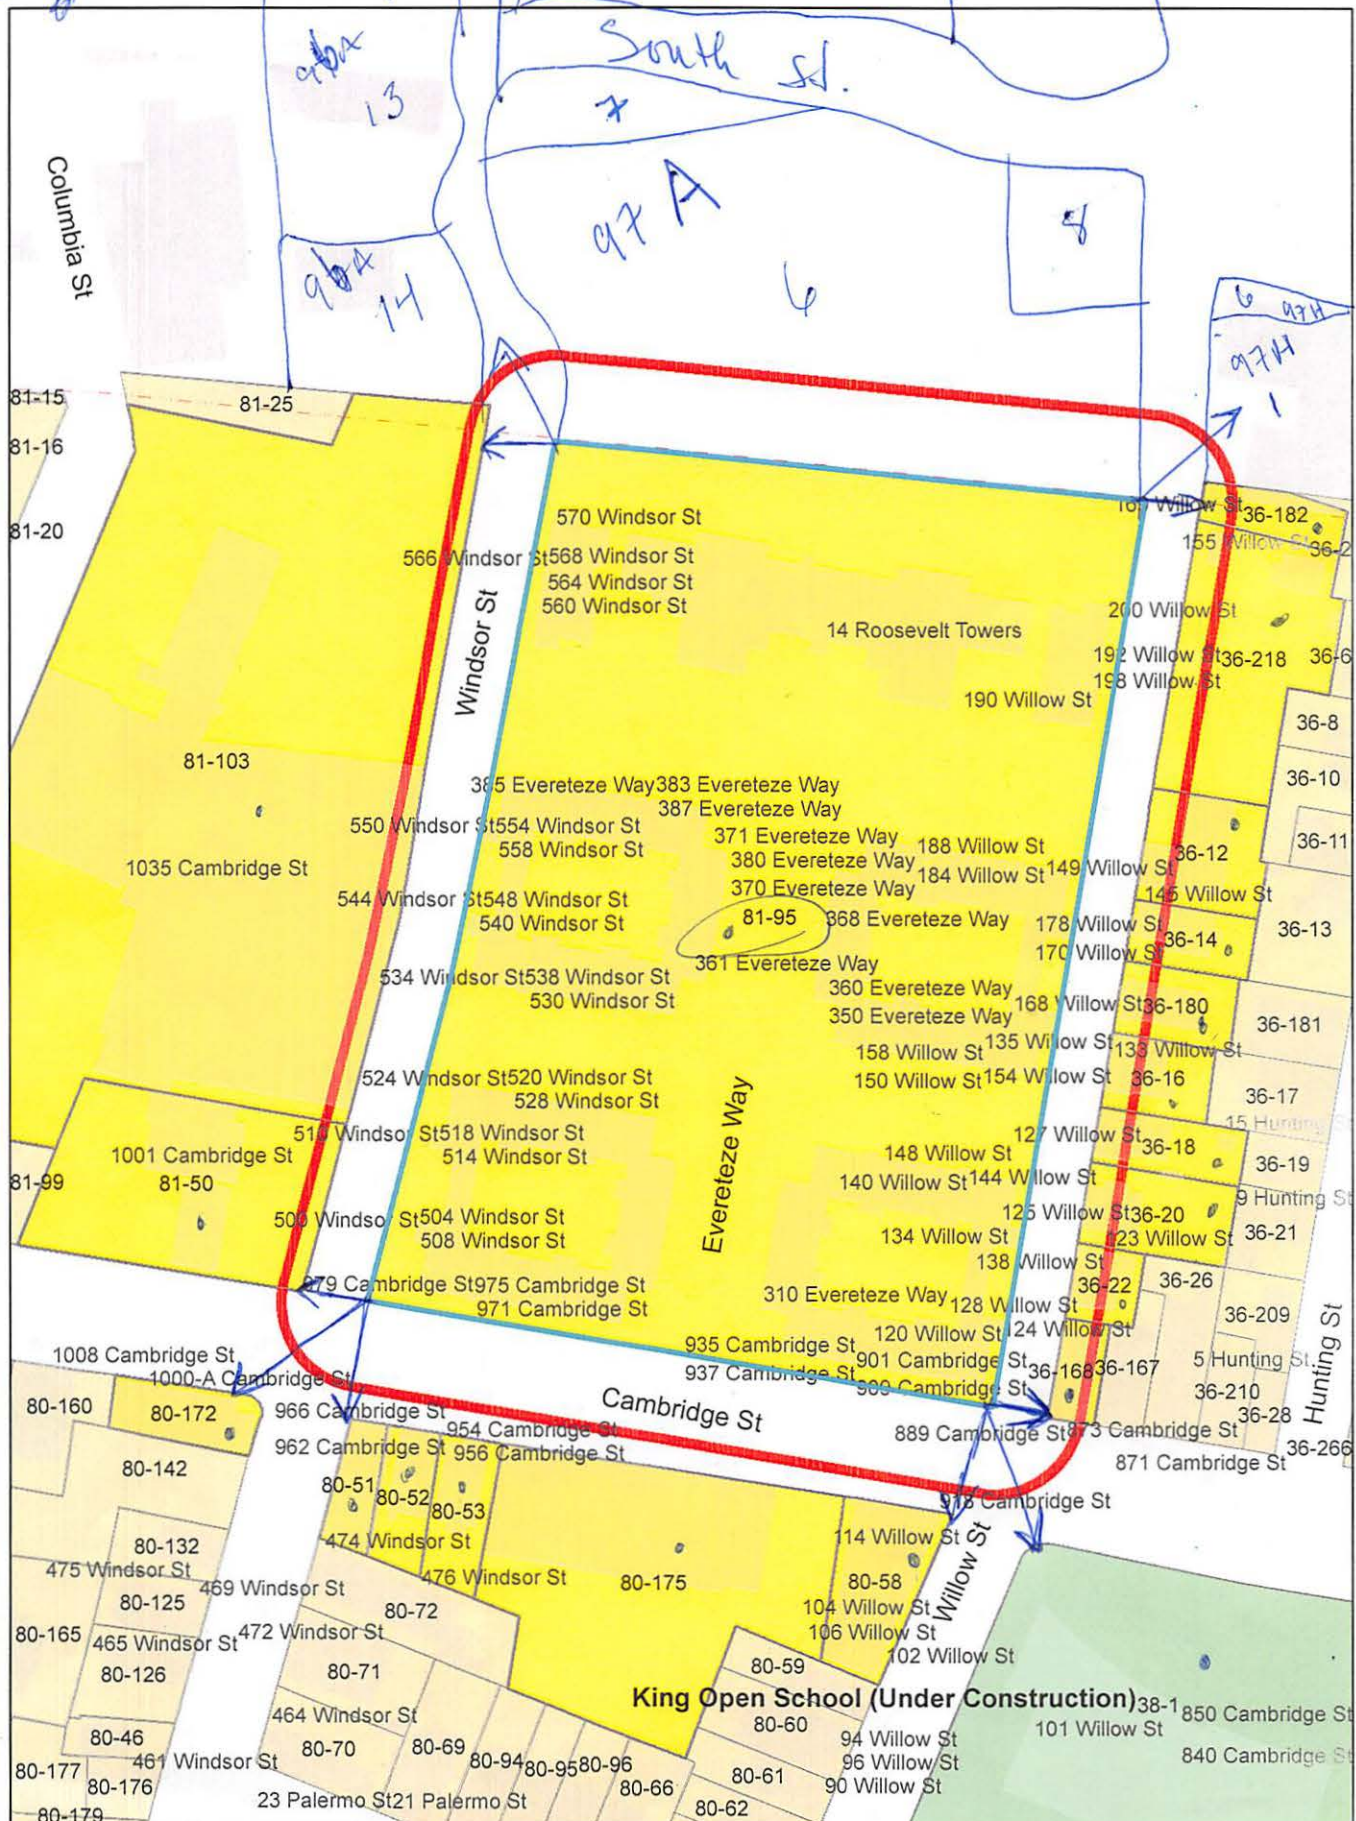 South St.
13
7
97 A
8
14
6
6 97H
97H
1
Columbia St
81-15
81-25
81-16
81-20
570 Windsor St
36-182
155 Willow St
566 Windsor St
568 Windsor St
564 Windsor St
560 Windsor St
200 Willow St
14 Roosevelt Towers
192 Willow St
36-218
36-6
198 Willow St
190 Willow St
Windsor St
36-8
81-103
36-10
385 Evereteze Way
383 Evereteze Way
387 Evereteze Way
550 Windsor St
554 Windsor St
371 Evereteze Way
188 Willow St
36-11
558 Windsor St
380 Evereteze Way
36-12
1035 Cambridge St
184 Willow St
149 Willow St
370 Evereteze Way
145 Willow St
544 Windsor St
548 Windsor St
81-95
368 Evereteze Way
178 Willow St
540 Windsor St
36-14
36-13
170 Willow St
361 Evereteze Way
534 Windsor St
538 Windsor St
360 Evereteze Way
530 Windsor St
168 Willow St
36-180
350 Evereteze Way
36-181
135 Willow St
133 Willow St
158 Willow St
524 Windsor St
520 Windsor St
150 Willow St
154 Willow St
36-16
528 Windsor St
36-17
Evereteze Way
15 Hunting St
518 Windsor St
127 Willow St
36-18
1001 Cambridge St
514 Windsor St
148 Willow St
36-19
81-99
81-50
140 Willow St
144 Willow St
9 Hunting St
500 Windsor St
504 Windsor St
125 Willow St
36-20
508 Windsor St
134 Willow St
123 Willow St
36-21
138 Willow St
979 Cambridge St
975 Cambridge St
36-22
36-26
971 Cambridge St
310 Evereteze Way
128 Willow St
36-209
120 Willow St
124 Willow St
Hunting St
935 Cambridge St
1008 Cambridge St
901 Cambridge St
5 Hunting St
937 Cambridge St
36-168
36-167
1000-A Cambridge St
909 Cambridge St
36-210
80-160
80-172
966 Cambridge St
Cambridge St
36-28
954 Cambridge St
889 Cambridge St
873 Cambridge St
962 Cambridge St
956 Cambridge St
36-266
80-142
871 Cambridge St
80-51
80-52
80-53
918 Cambridge St
80-132
474 Windsor St
114 Willow St
Willow St
475 Windsor St
469 Windsor St
476 Windsor St
80-175
80-58
80-125
80-72
104 Willow St
80-165
465 Windsor St
472 Windsor St
106 Willow St
80-126
80-71
80-59
102 Willow St
King Open School (Under Construction)
38-1
850 Cambridge St
464 Windsor St
80-60
101 Willow St
80-46
94 Willow St
80-70
80-69
840 Cambridge St
461 Windsor St
80-94
80-95
80-96
96 Willow St
80-177
80-176
80-66
80-61
90 Willow St
23 Palermo St
21 Palermo St
80-62
80-179